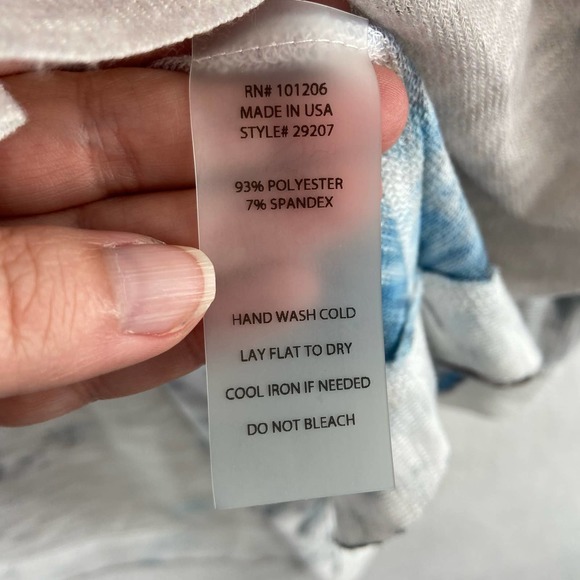 RN# 101206
MADE IN USA
STYLE# 29207
93% POLYESTER
7% SPANDEX
HAND WASH COLD
LAY FLAT TO DRY
COOL IRON IF NEEDED
DO NOT BLEACH